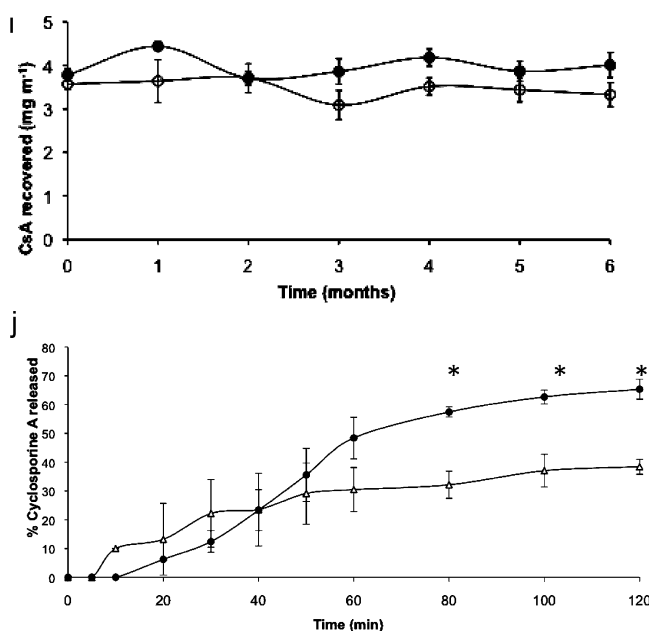 l
CsA recovered (mg m⁻¹)
5
4
3
2
1
0
0 1 2 3 4 5 6
Time (months)
j
% Cyclosporine A released
80
70
60
50
40
30
20
10
0
* * *
0 20 40 60 80 100 120
Time (min)